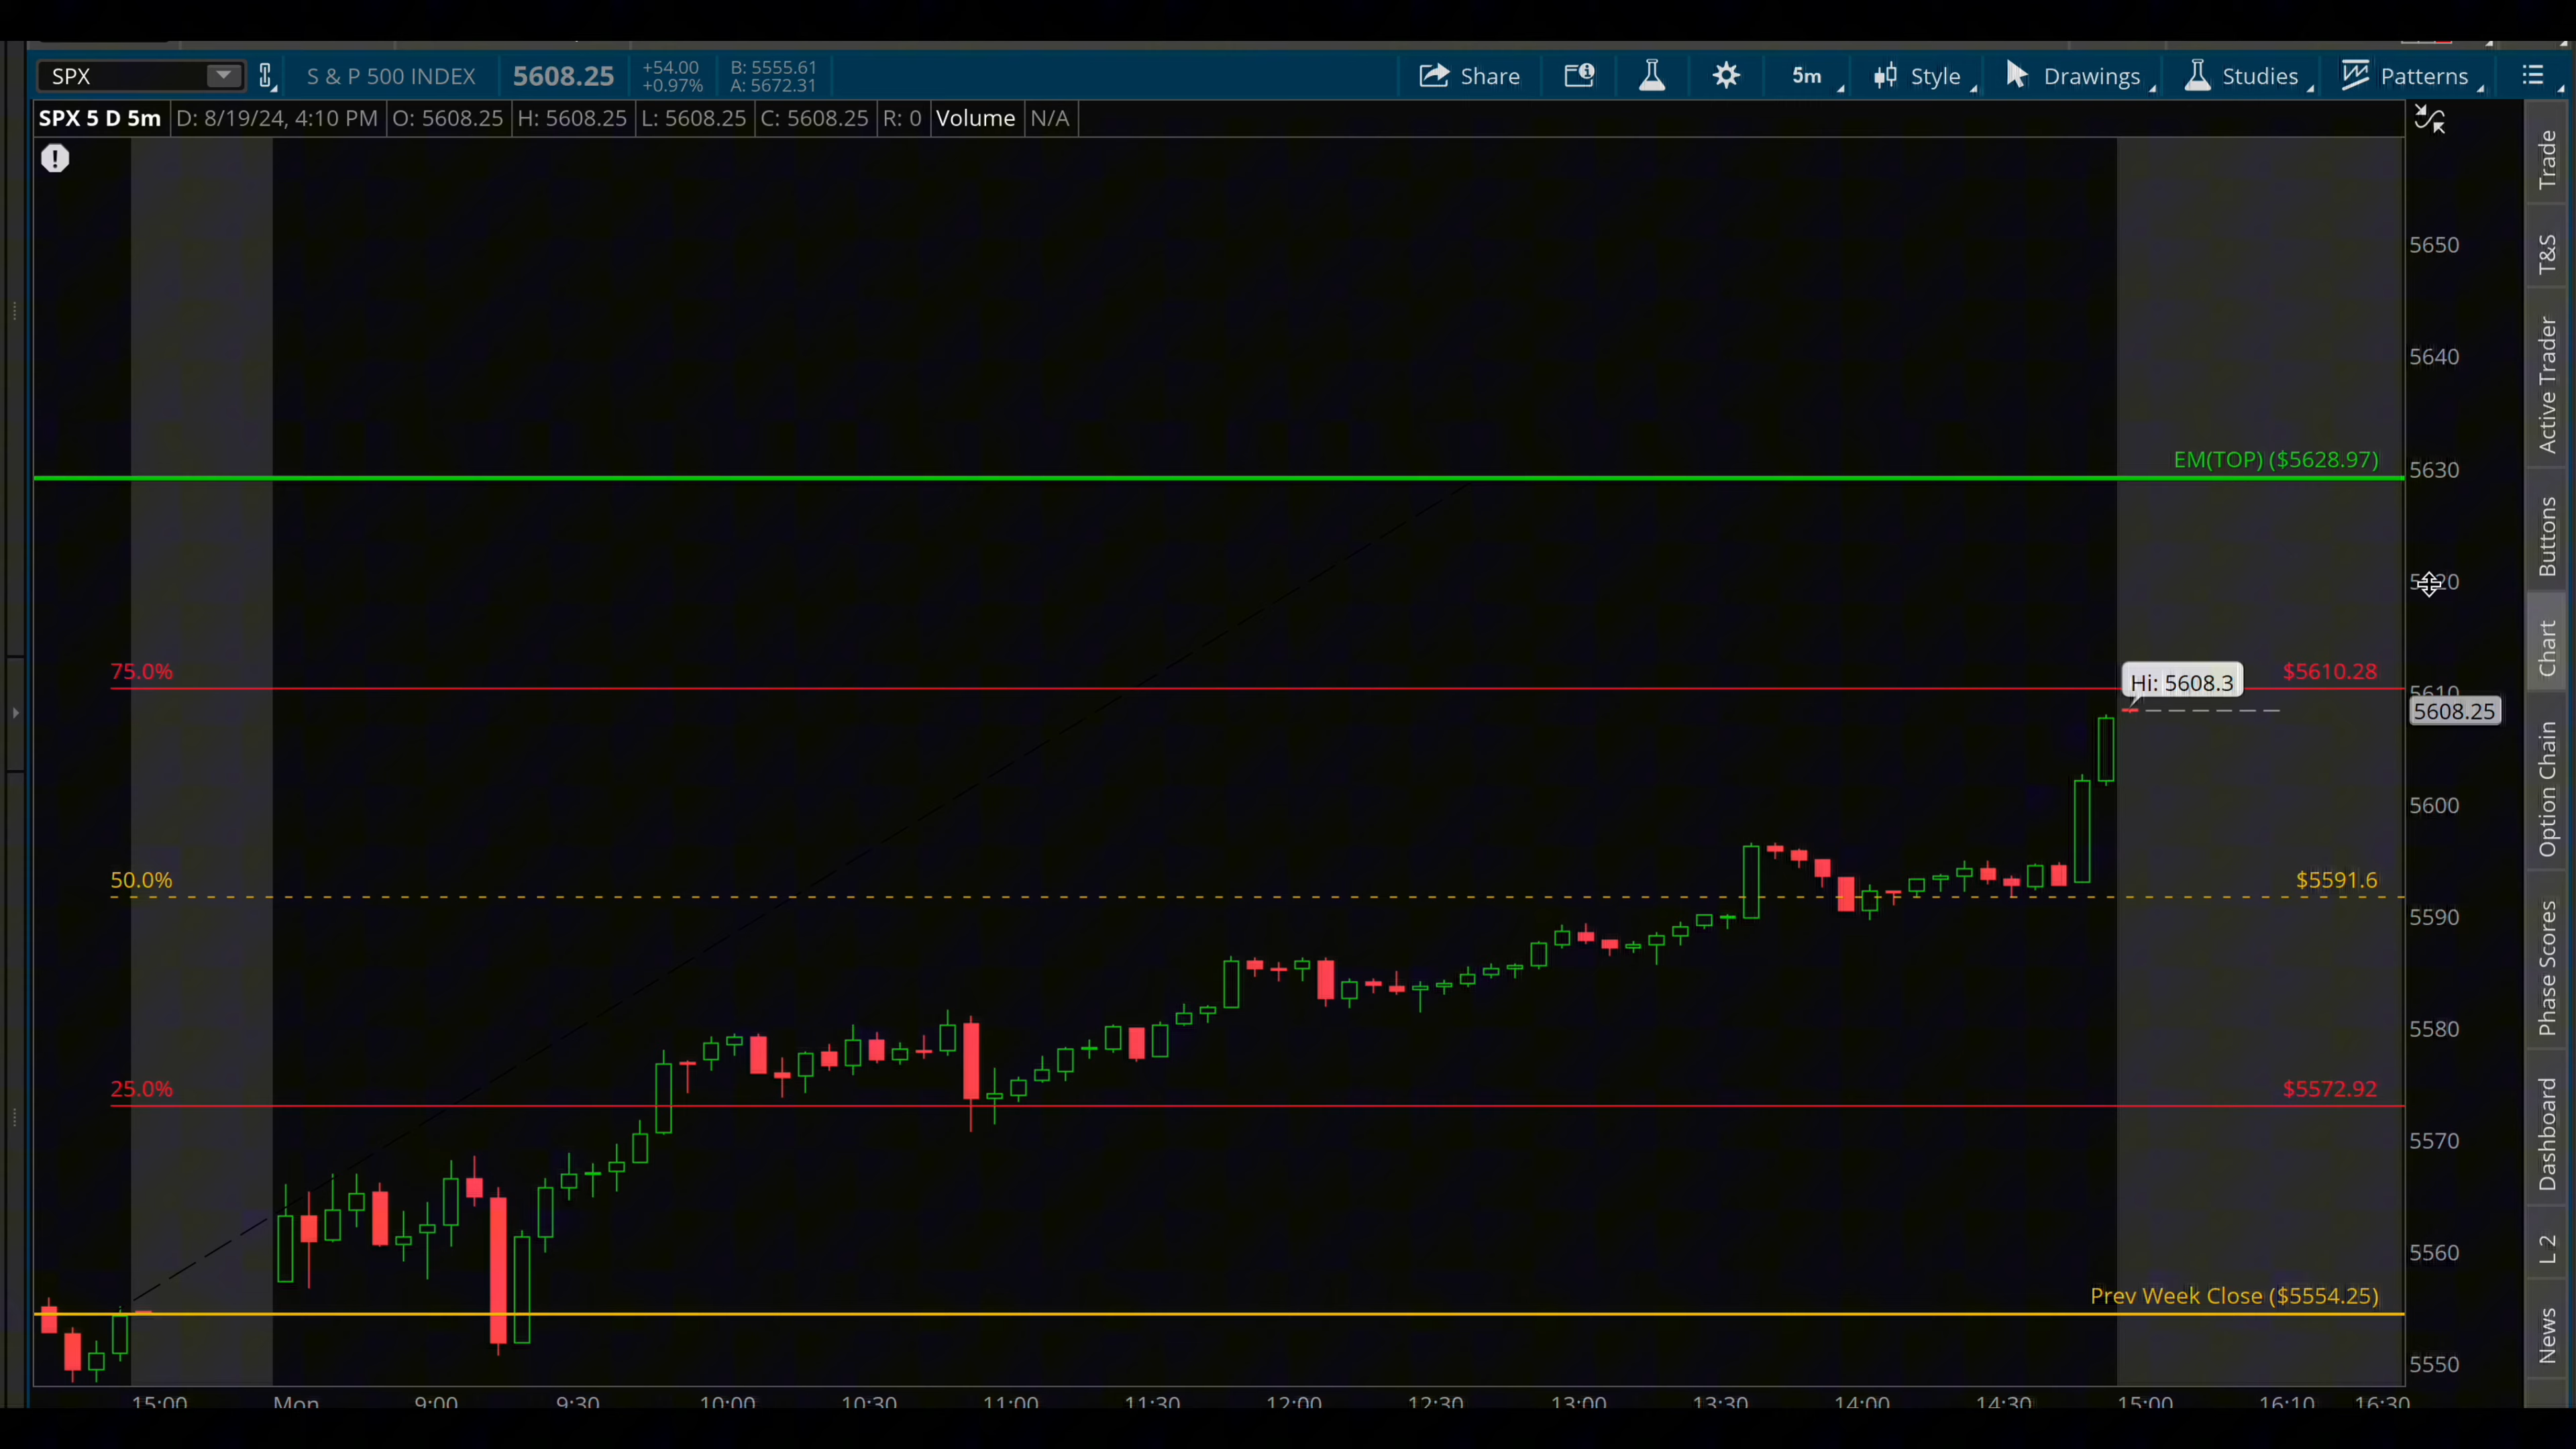 SPX S & P 500 INDEX 5608.25 +54.00 +0.97% B: 5555.61 A: 5672.31 Share 5m Style Drawings Studies Patterns
SPX 5 D 5m D: 8/19/24, 4:10 PM O: 5608.25 H: 5608.25 L: 5608.25 C: 5608.25 R: 0 Volume N/A
5650
5640
EM(TOP) ($5628.97)
5630
75.0%
$5610.28
Hi: 5608.3
5610
5608.25
5600
50.0%
$5591.6
5590
5580
25.0%
$5572.92
5570
5560
Prev Week Close ($5554.25)
5550
15:00 Mon 9:00 9:30 10:00 10:30 11:00 11:30 12:00 12:30 13:00 13:30 14:00 14:30 15:00 16:10 16:30
Trade
T&S
Active Trader
Buttons
Chart
Option Chain
Phase Scores
Dashboard
L 2
News